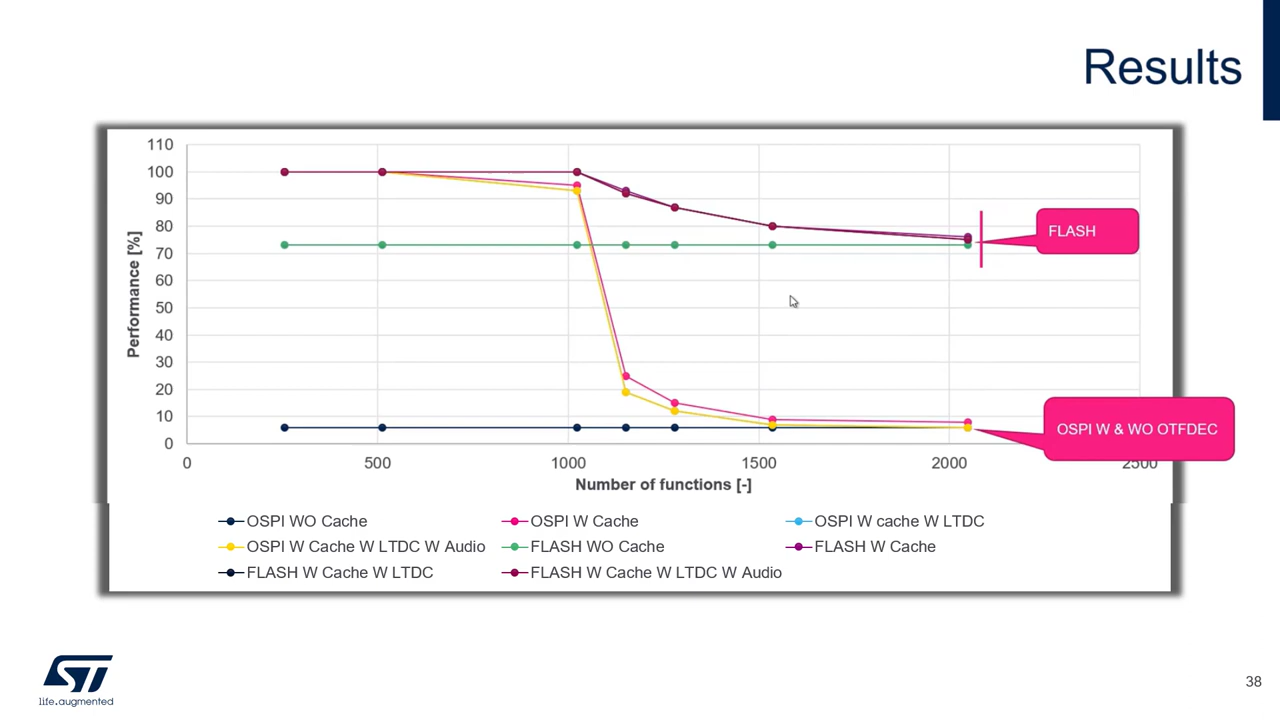 Results
110
100
90
80
70
60
50
40
30
20
10
0
Performance [%]
0 500 1000 1500 2000 2500
Number of functions [-]
FLASH
OSPI W & WO OTFDEC
OSPI WO Cache OSPI W Cache OSPI W cache W LTDC
OSPI W Cache W LTDC W Audio FLASH WO Cache FLASH W Cache
FLASH W Cache W LTDC FLASH W Cache W LTDC W Audio
ST
life.augmented
38